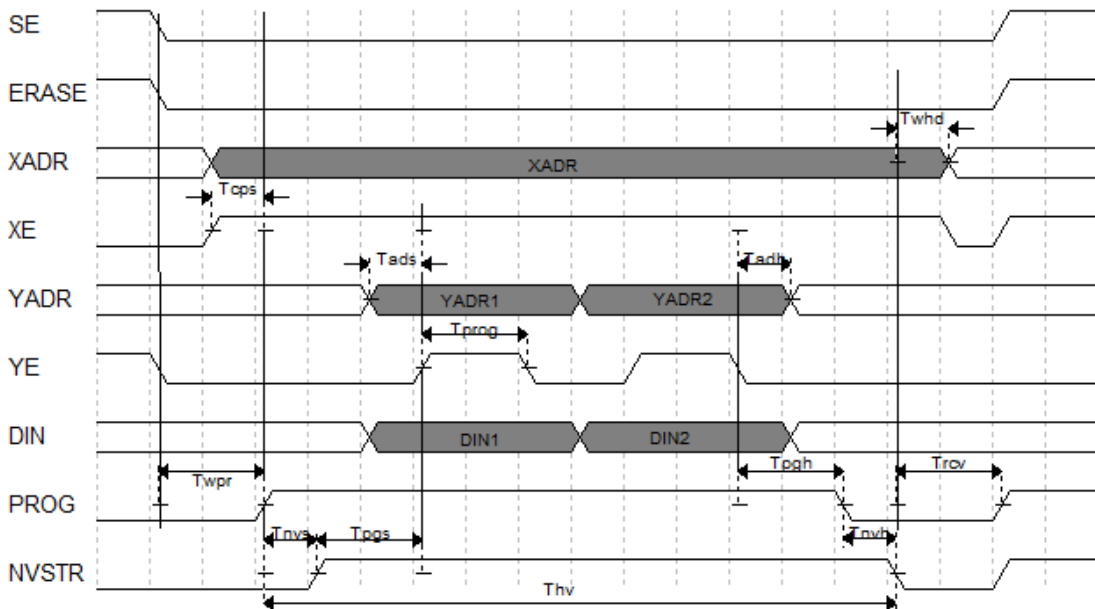 SE
ERASE
Twhd
XADR
XADR
Tcps
XE
Tads
Tadh
YADR
YADR1
YADR2
Tprog
YE
DIN
DIN1
DIN2
Twpr
Tpgh
Trcv
PROG
Tnvs
Tpgs
Tnvh
NVSTR
Thv